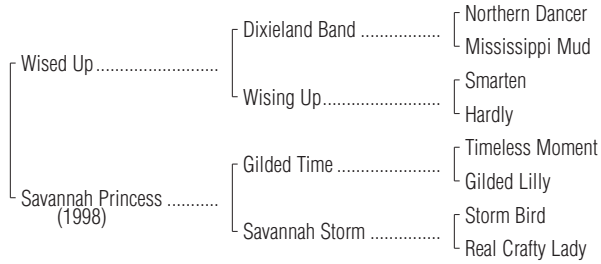 Northern Dancer
Dixieland Band ..................
Mississippi Mud
Wised Up ............................
Smarten
Wising Up ...........................
Hardly
Timeless Moment
Gilded Time .......................
Gilded Lilly
Savannah Princess ...........
(1998)
Storm Bird
Savannah Storm ................
Real Crafty Lady